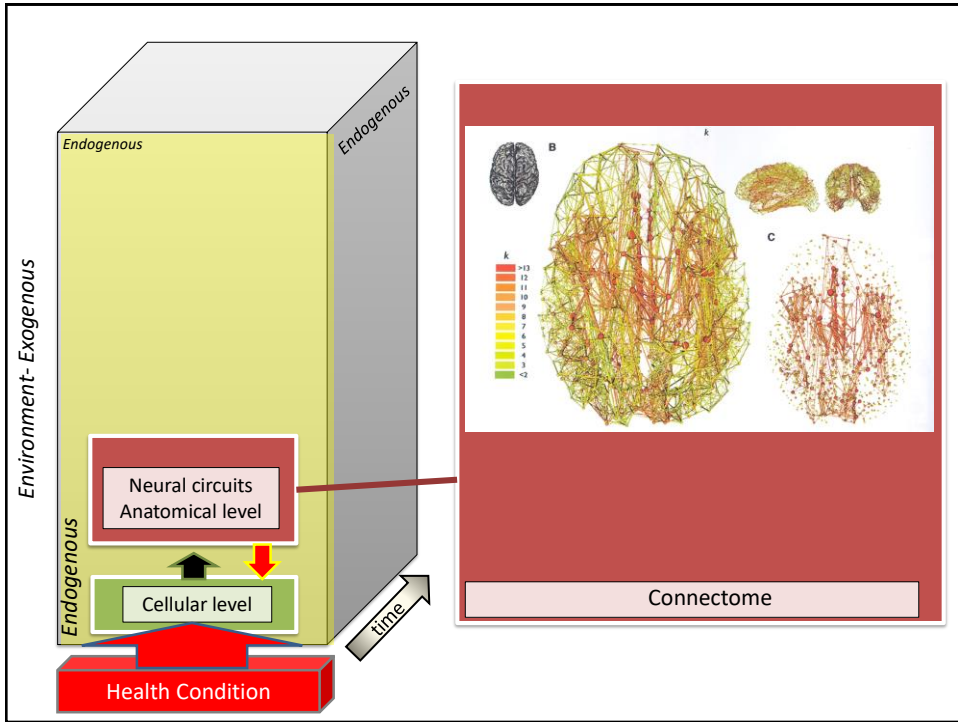 Endogenous
Endogenous
Environment- Exogenous
Endogenous
Neural circuits
Anatomical level
Cellular level
time
Health Condition
k
B
k
>13
12
11
10
9
8
7
6
5
4
3
<2
C
Connectome